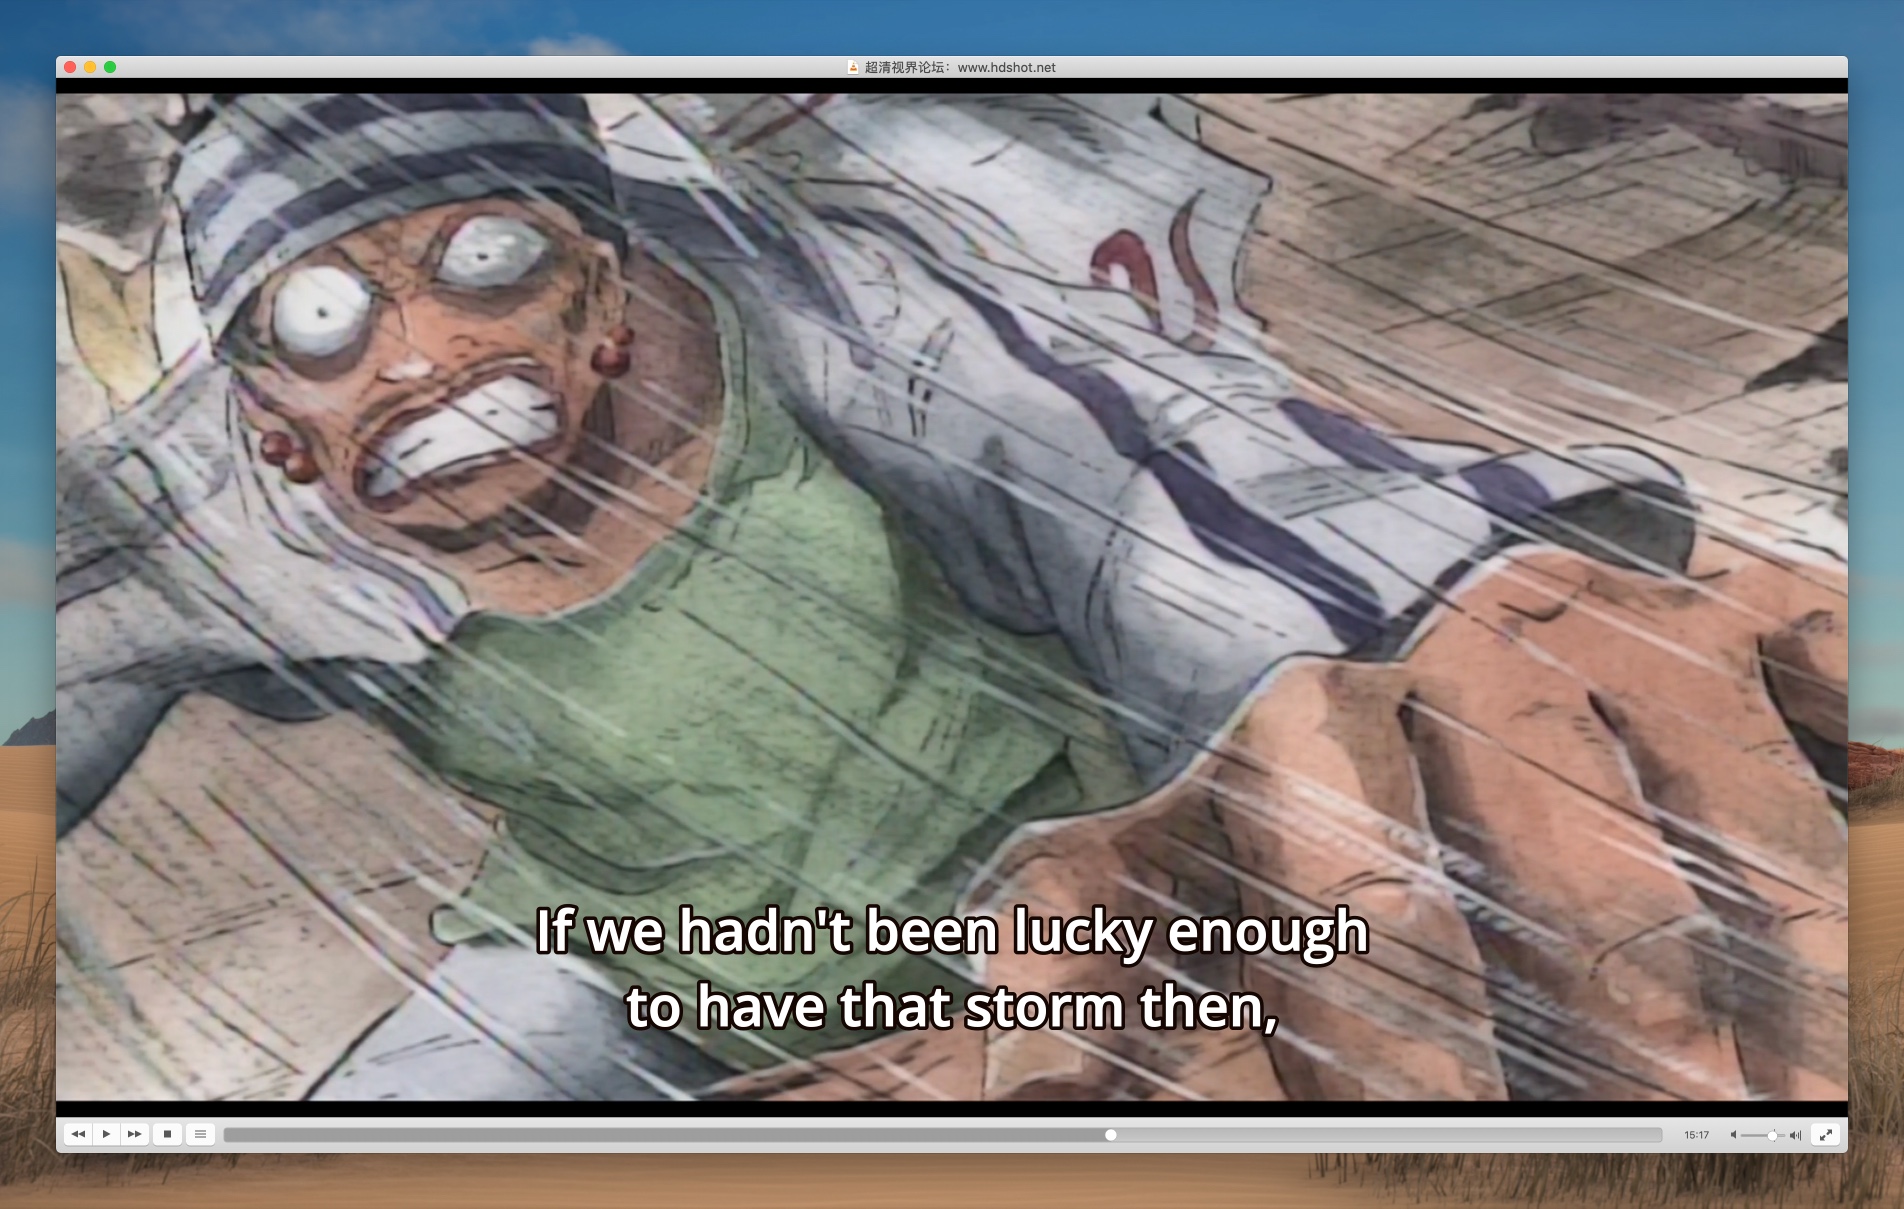 超清视界论坛：www.hdshot.net
If we hadn't been lucky enough
to have that storm then,
15:17